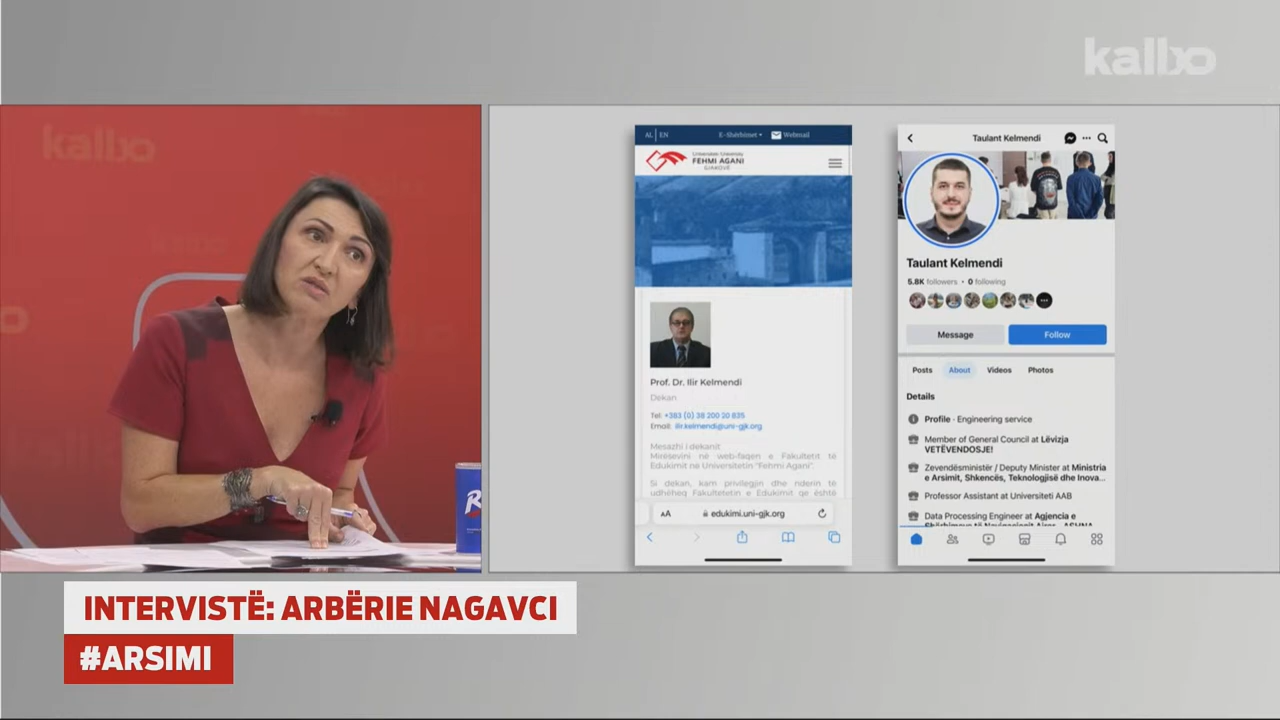 kallxo
kallxo
AL | EN
E-Shërbimet
Webmail
FEHMI AGANI
GJAKOVË
Prof. Dr. Ilir Kelmendi
Dekan
Tel: +383 (0) 38 200 20 835
Email: ilir.kelmendi@uni-gjk.org
Mesazhi i dekanit
Mirësevini në web-faqen e Fakultetit të
Edukimit në Universitetin "Fehmi Agani".
Si dekan, kam privilegjin dhe nderin të
udhëheq Fakultetetin e Edukimit qe është
AA
edukimi.uni-gjk.org
Taulant Kelmendi
Taulant Kelmendi
5.8K followers • 0 following
Message
Follow
Posts
About
Videos
Photos
Details
Profile · Engineering service
Member of General Council at Lëvizja
VETËVENDOSJE!
Zevendësministër / Deputy Minister at Ministria
e Arsimit, Shkencës, Teknologjisë dhe Inova...
Professor Assistant at Universiteti AAB
Data Processing Engineer at Agjencia e
INTERVISTË: ARBËRIE NAGAVCI
#ARSIMI